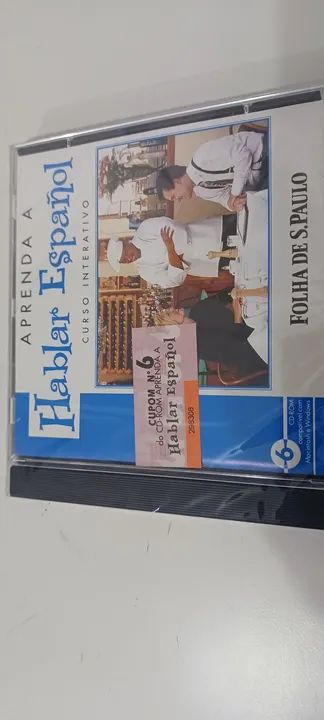 APRENDA A
Hablar Español
CURSO INTERATIVO
CUPOM N.º 6
do CD-ROM APRENDA A
Hablar Español
298308
FOLHA DE S.PAULO
6
CD-ROM
compatível com
Macintosh e Windows